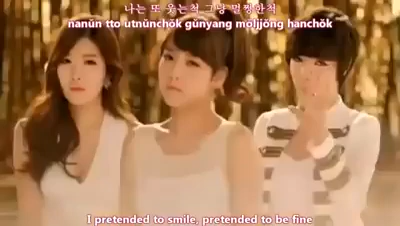 나는 또 웃는척 그냥 멀쩡한척
nanŭn tto utnŭnchŏk gŭnyang mŏljjŏng hanchŏk
I pretended to smile, pretended to be fine